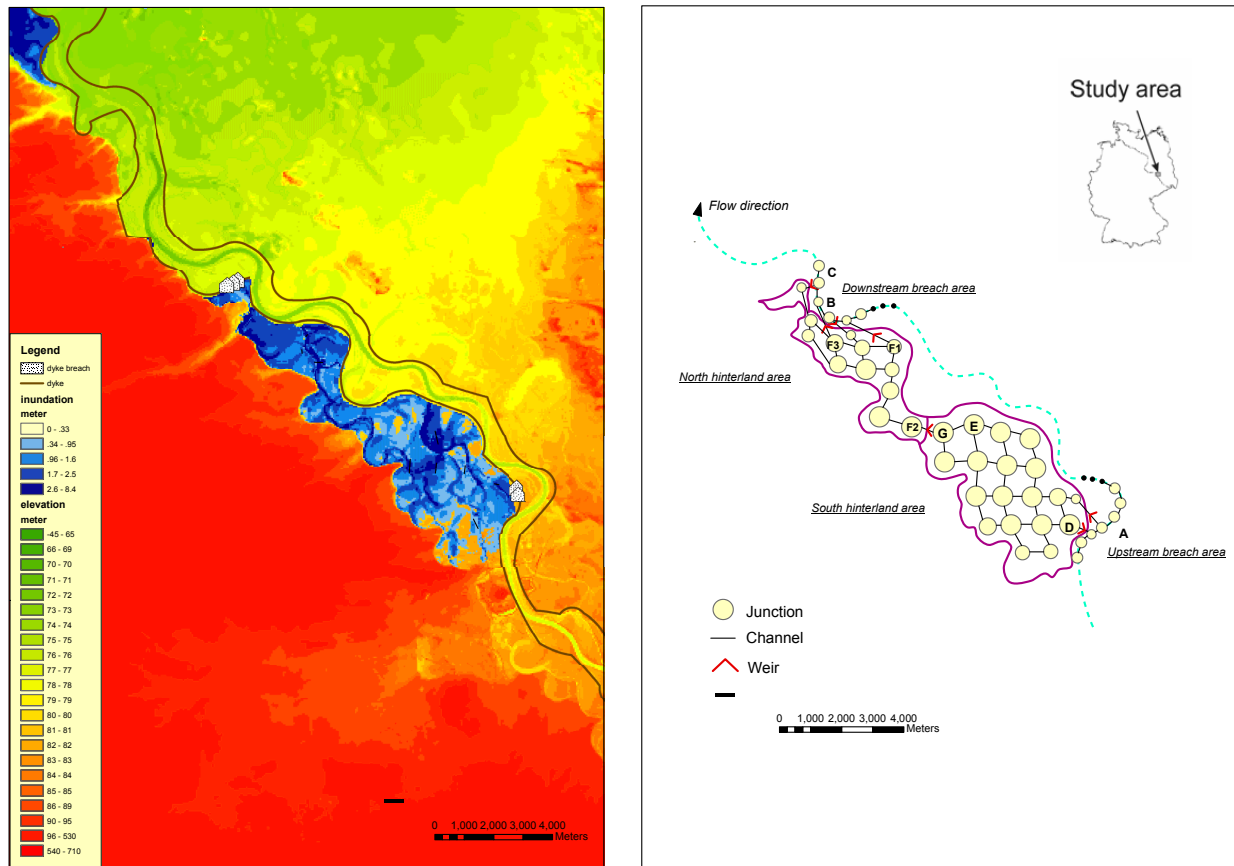 Legend
dyke breach
dyke
inundation
meter
0 - .33
.34 - .95
.96 - 1.6
1.7 - 2.5
2.6 - 8.4
elevation
meter
-45 - 65
66 - 69
70 - 70
71 - 71
72 - 72
73 - 73
74 - 74
75 - 75
76 - 76
77 - 77
78 - 78
79 - 79
80 - 80
81 - 81
82 - 82
83 - 83
84 - 84
85 - 85
86 - 89
90 - 95
96 - 530
540 - 710
0 1,000 2,000 3,000 4,000
Meters
Study area
Flow direction
C
Downstream breach area
B
F3
F1
North hinterland area
F2
G
E
South hinterland area
D
A
Upstream breach area
Junction
Channel
Weir
0 1,000 2,000 3,000 4,000
Meters